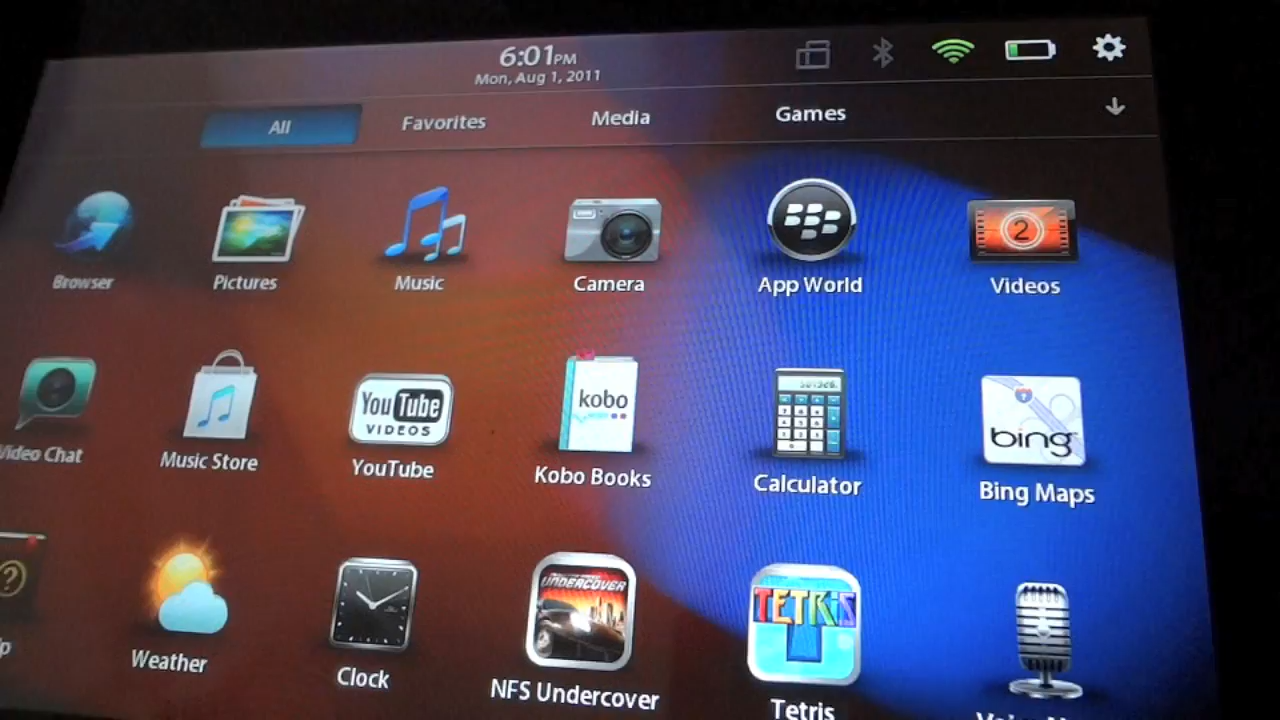 6:01PM
Mon, Aug 1, 2011
All Favorites Media Games
2
Browser Pictures Music Camera App World Videos
You Tube
VIDEOS
kobo
bing
Video Chat Music Store YouTube Kobo Books Calculator Bing Maps
?
UNDERCOVER
TETRIS
Weather Clock NFS Undercover Tetris